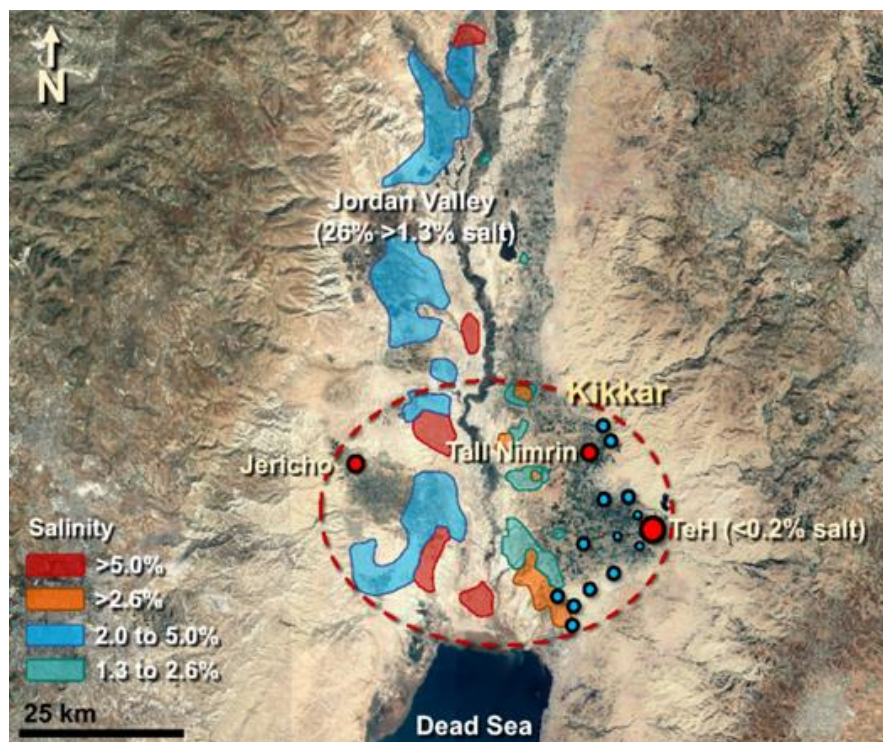 N
Jordan Valley
(26% >1.3% salt)
Kikkar
Jericho
Tall Nimrin
TeH (<0.2% salt)
Salinity
>5.0%
>2.6%
2.0 to 5.0%
1.3 to 2.6%
25 km
Dead Sea